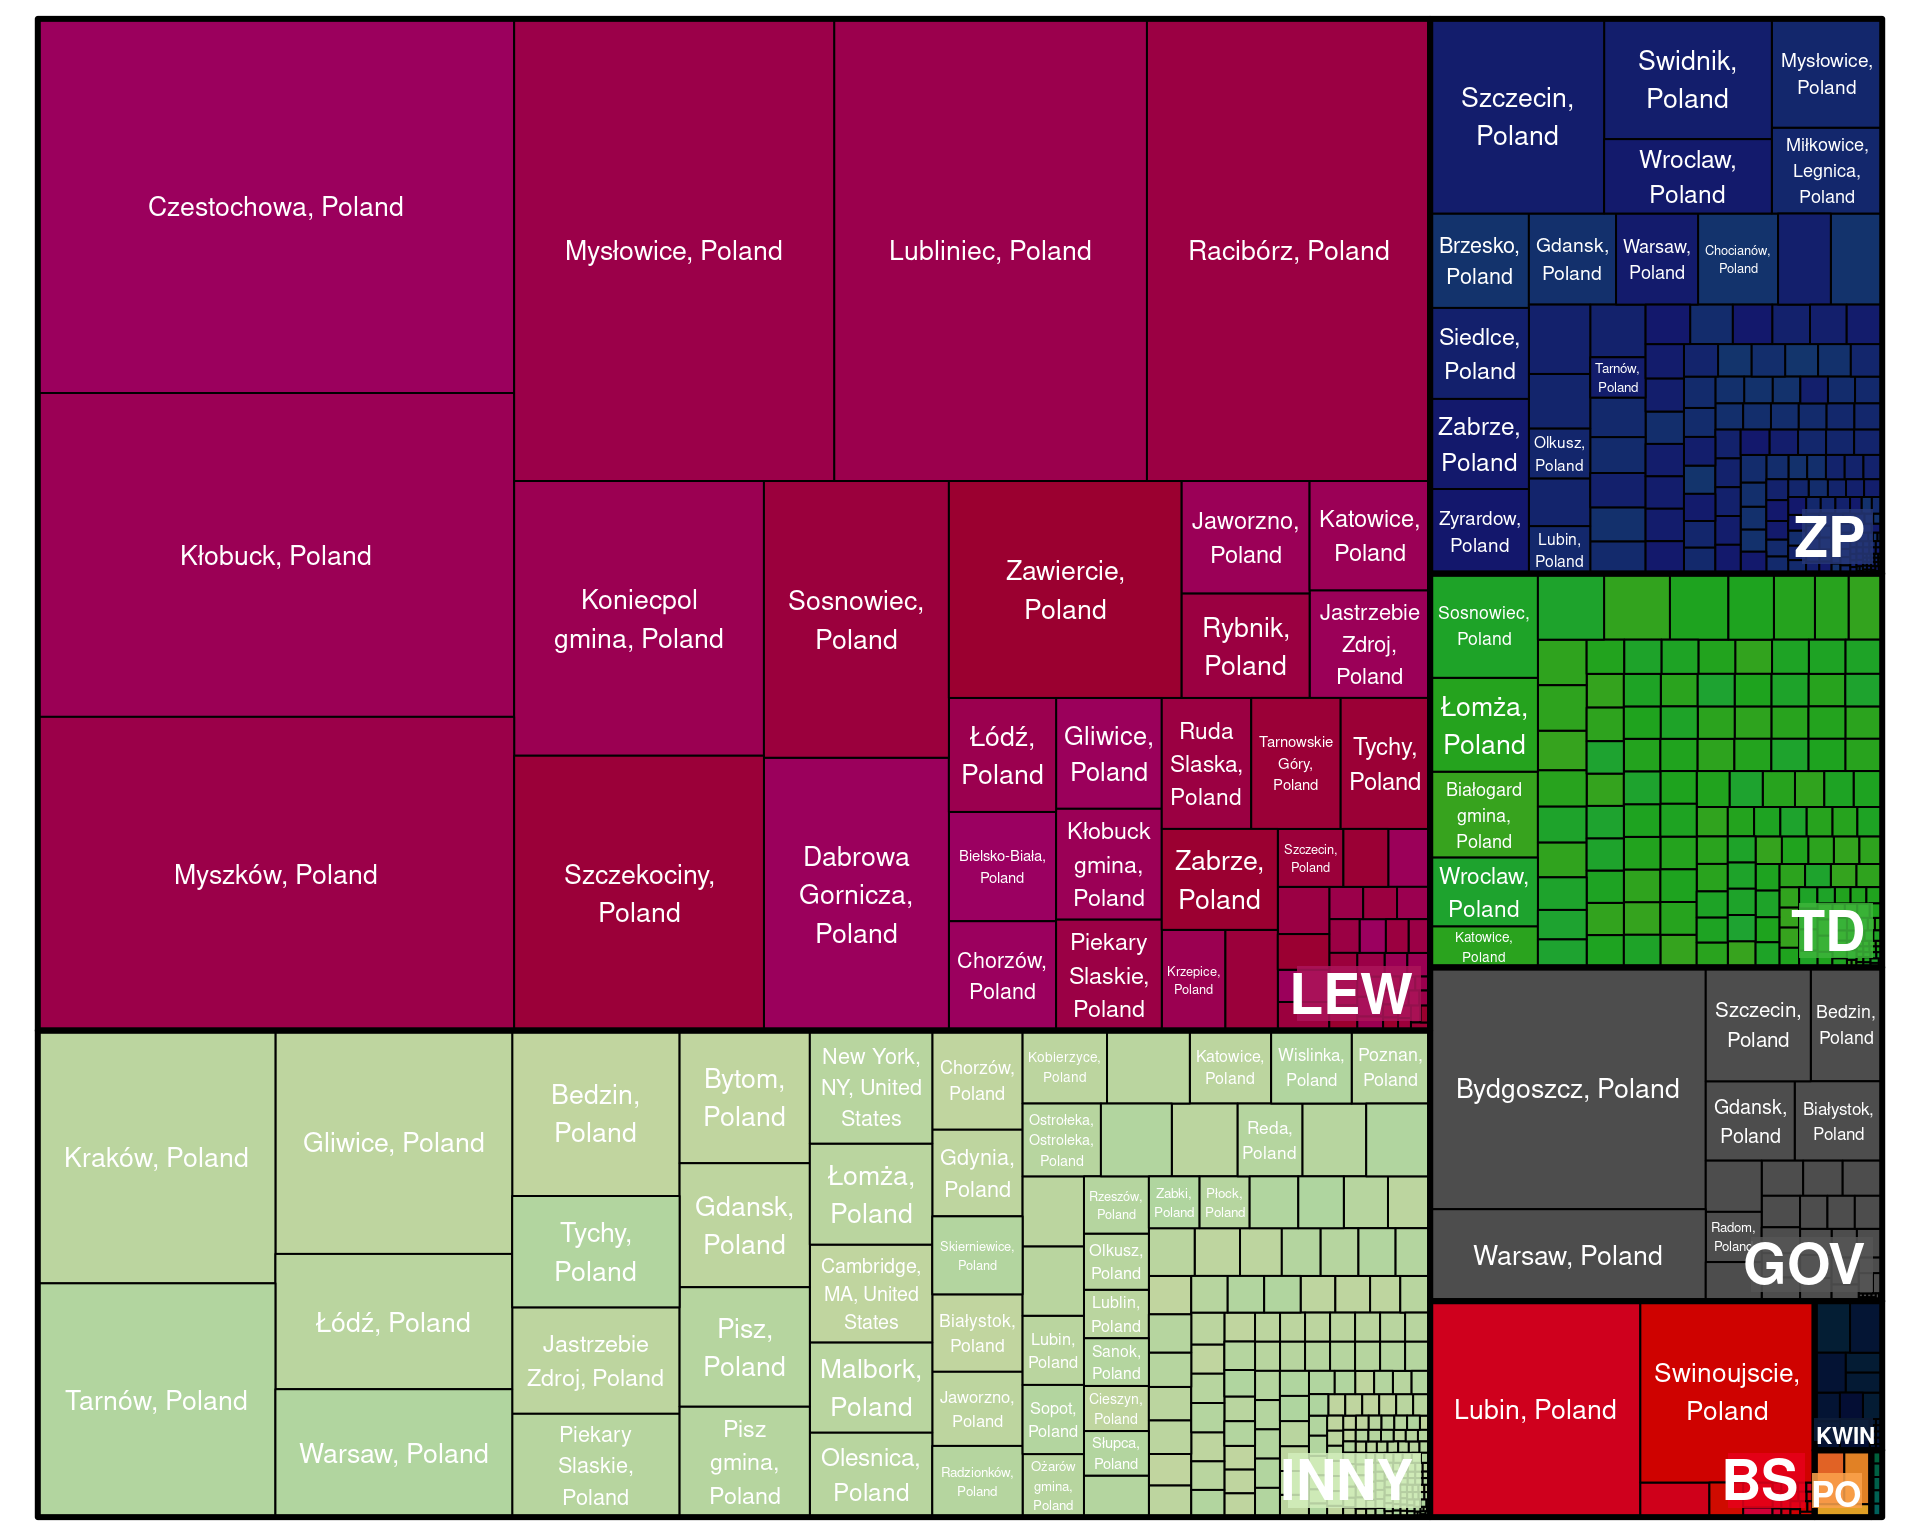 Czestochowa, Poland
Kłobuck, Poland
Myszków, Poland
Mysłowice, Poland
Lubliniec, Poland
Racibórz, Poland
Koniecpol
gmina, Poland
Szczekociny,
Poland
Sosnowiec,
Poland
Dabrowa
Gornicza,
Poland
Zawiercie,
Poland
Jaworzno,
Poland
Katowice,
Poland
Rybnik,
Poland
Jastrzebie
Zdroj,
Poland
Łódź,
Poland
Gliwice,
Poland
Ruda
Slaska,
Poland
Tarnowskie
Góry,
Poland
Tychy,
Poland
Bielsko-Biała,
Poland
Kłobuck
gmina,
Poland
Zabrze,
Poland
Szczecin,
Poland
Chorzów,
Poland
Piekary
Slaskie,
Poland
Krzepice,
Poland
LEW
Szczecin,
Poland
Swidnik,
Poland
Mysłowice,
Poland
Wroclaw,
Poland
Miłkowice,
Legnica,
Poland
Brzesko,
Poland
Gdansk,
Poland
Warsaw,
Poland
Chocianów,
Poland
Siedlce,
Poland
Tarnów,
Poland
Zabrze,
Poland
Olkusz,
Poland
Zyrardow,
Poland
Lubin,
Poland
ZP
Sosnowiec,
Poland
Łomża,
Poland
Białogard
gmina,
Poland
Wroclaw,
Poland
Katowice,
Poland
TD
Bydgoszcz, Poland
Warsaw, Poland
Szczecin,
Poland
Bedzin,
Poland
Gdansk,
Poland
Białystok,
Poland
Radom,
Poland
GOV
Lubin, Poland
Swinoujscie,
Poland
BS
KWIN
PO
Kraków, Poland
Tarnów, Poland
Gliwice, Poland
Łódź, Poland
Warsaw, Poland
Bedzin,
Poland
Tychy,
Poland
Jastrzebie
Zdroj, Poland
Piekary
Slaskie,
Poland
Bytom,
Poland
Gdansk,
Poland
Pisz,
Poland
Pisz
gmina,
Poland
New York,
NY, United
States
Łomża,
Poland
Cambridge,
MA, United
States
Malbork,
Poland
Olesnica,
Poland
Chorzów,
Poland
Gdynia,
Poland
Skierniewice,
Poland
Białystok,
Poland
Jaworzno,
Poland
Radzionków,
Poland
Kobierzyce,
Poland
Katowice,
Poland
Wislinka,
Poland
Poznan,
Poland
Ostrołeka,
Ostroleka,
Poland
Reda,
Poland
Rzeszów,
Poland
Zabki,
Poland
Płock,
Poland
Olkusz,
Poland
Lublin,
Poland
Lubin,
Poland
Sanok,
Poland
Sopot,
Poland
Cieszyn,
Poland
Słupca,
Poland
Ożarów
gmina,
Poland
INNY